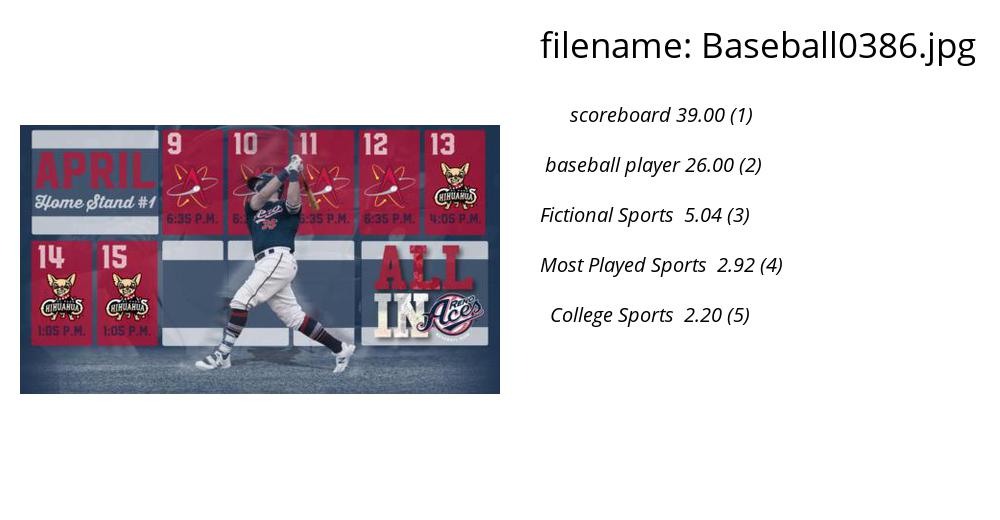 filename: Baseball0386.jpg
scoreboard 39.00 (1)
baseball player 26.00 (2)
Fictional Sports 5.04 (3)
Most Played Sports 2.92 (4)
College Sports 2.20 (5)
APRIL
Home Stand #1
9 10 11 12 13
CHIHUAHUAS
6:35 P.M. 6:35 P.M. 6:35 P.M. 4:05 P.M.
Aces
36
14 15
CHIHUAHUAS CHIHUAHUAS
1:05 P.M. 1:05 P.M.
ALL
IN
RENO
Aces